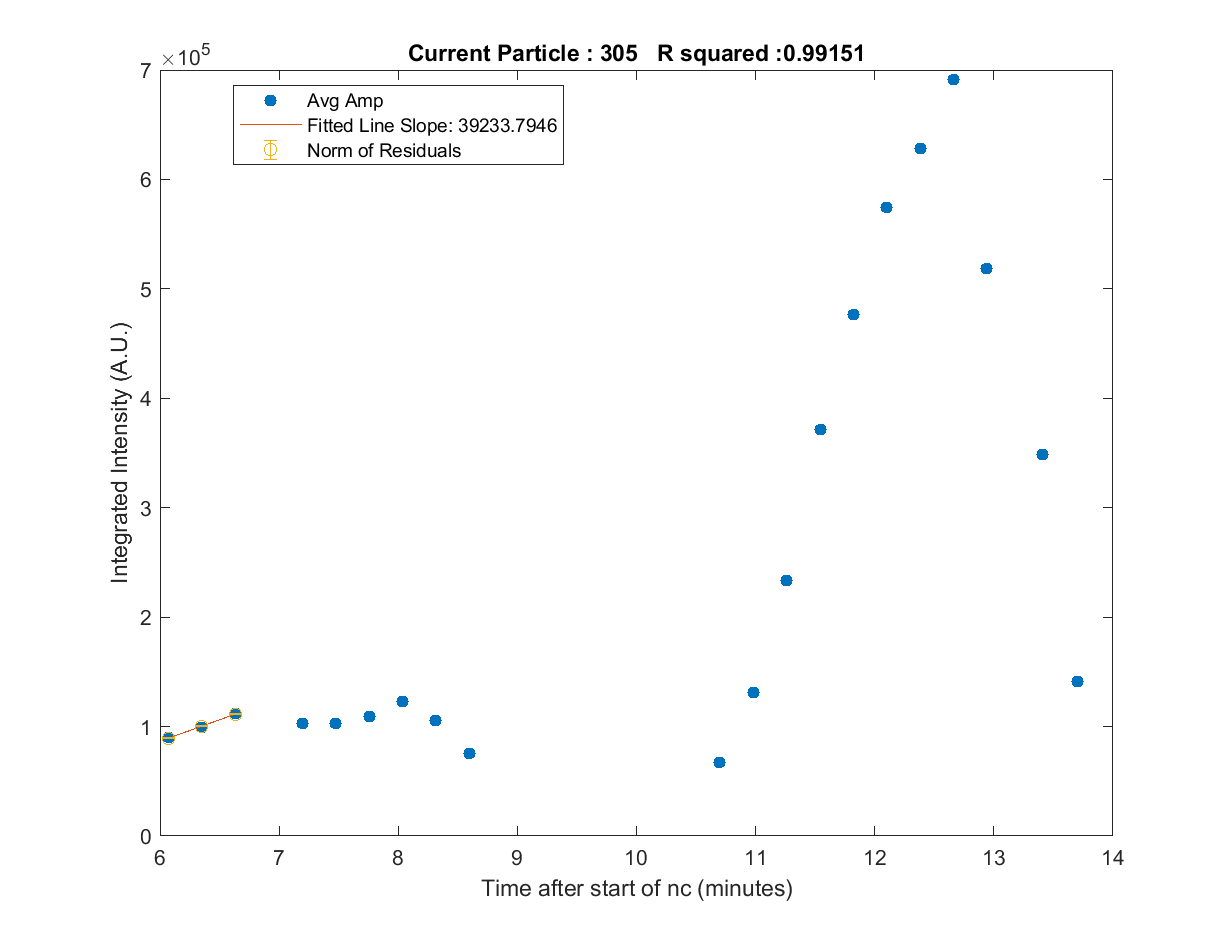 Current Particle : 305   R squared :0.99151
×10^5
Avg Amp
Fitted Line Slope: 39233.7946
Norm of Residuals
7
6
5
4
3
2
1
0
Integrated Intensity (A.U.)
6 7 8 9 10 11 12 13 14
Time after start of nc (minutes)